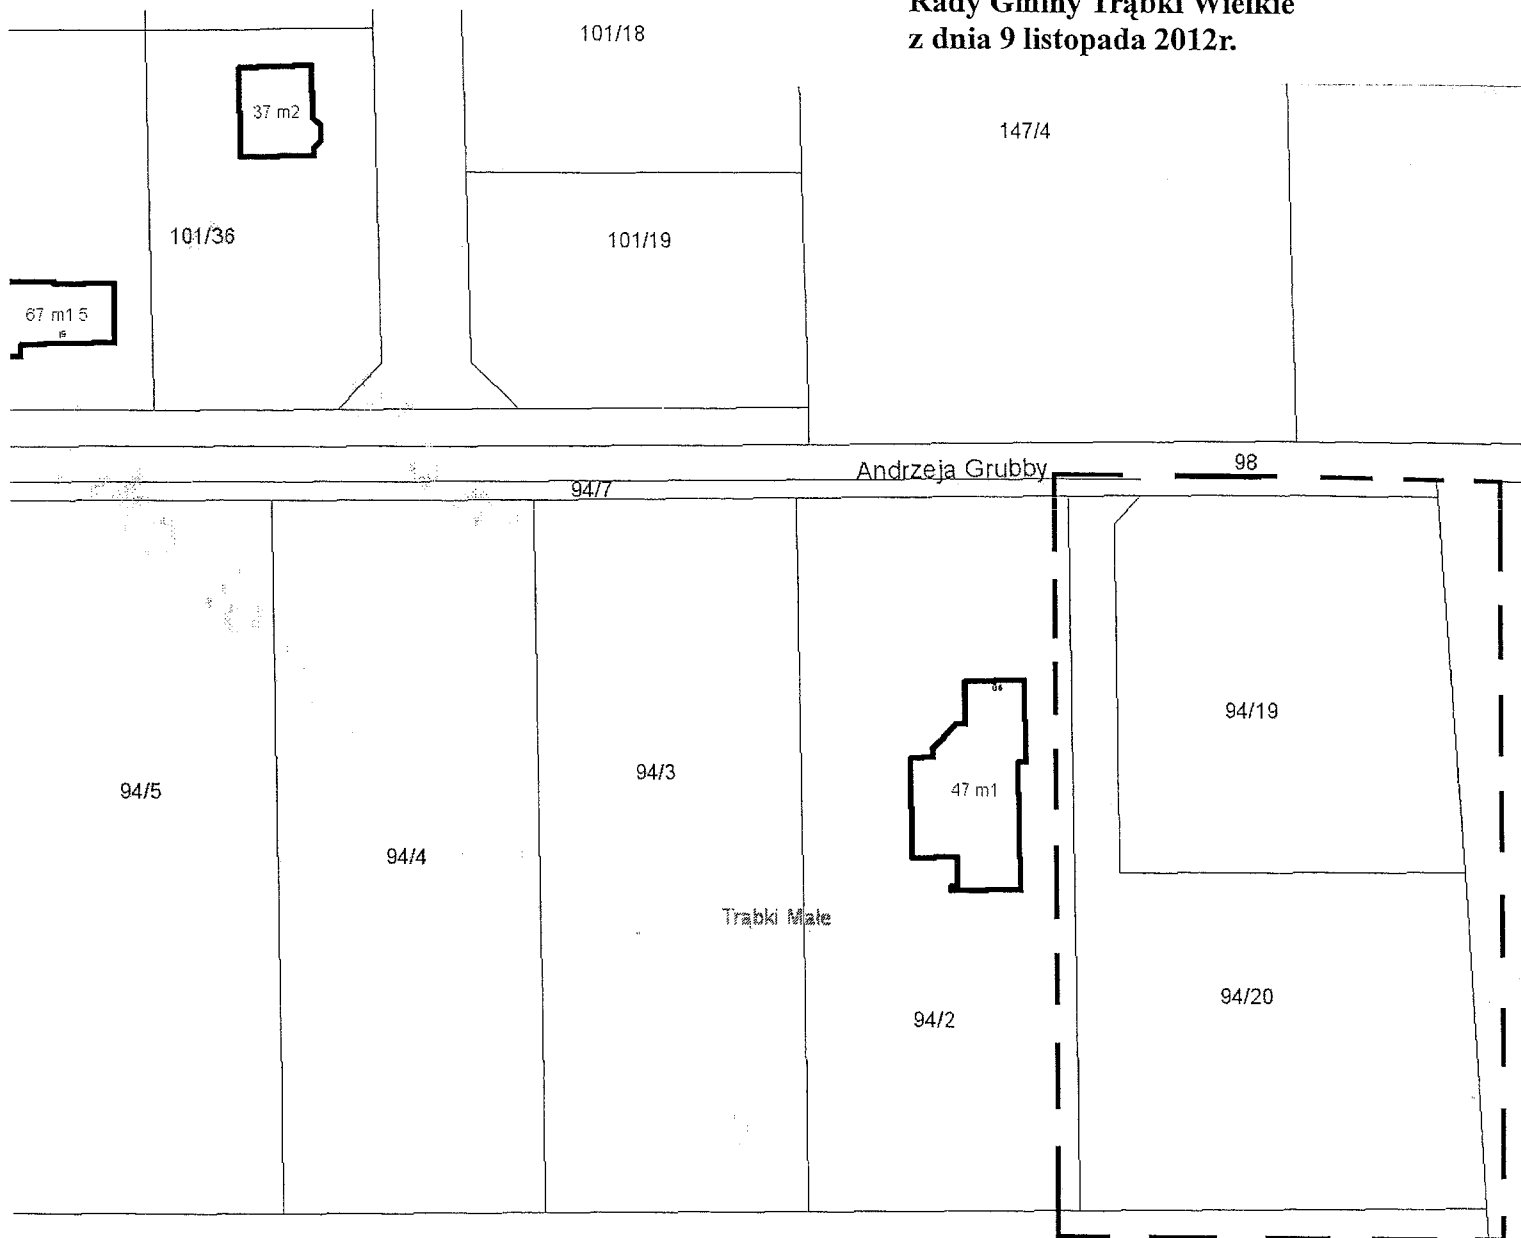 Rady Gminy Trąbki Wielkie
z dnia 9 listopada 2012r.
101/18
37 m2
147/4
101/36
101/19
67 m1.5
Andrzeja Grubby
98
94/7
94/19
94/3
94/5
47 m1
94/4
Trąbki Małe
94/20
94/2